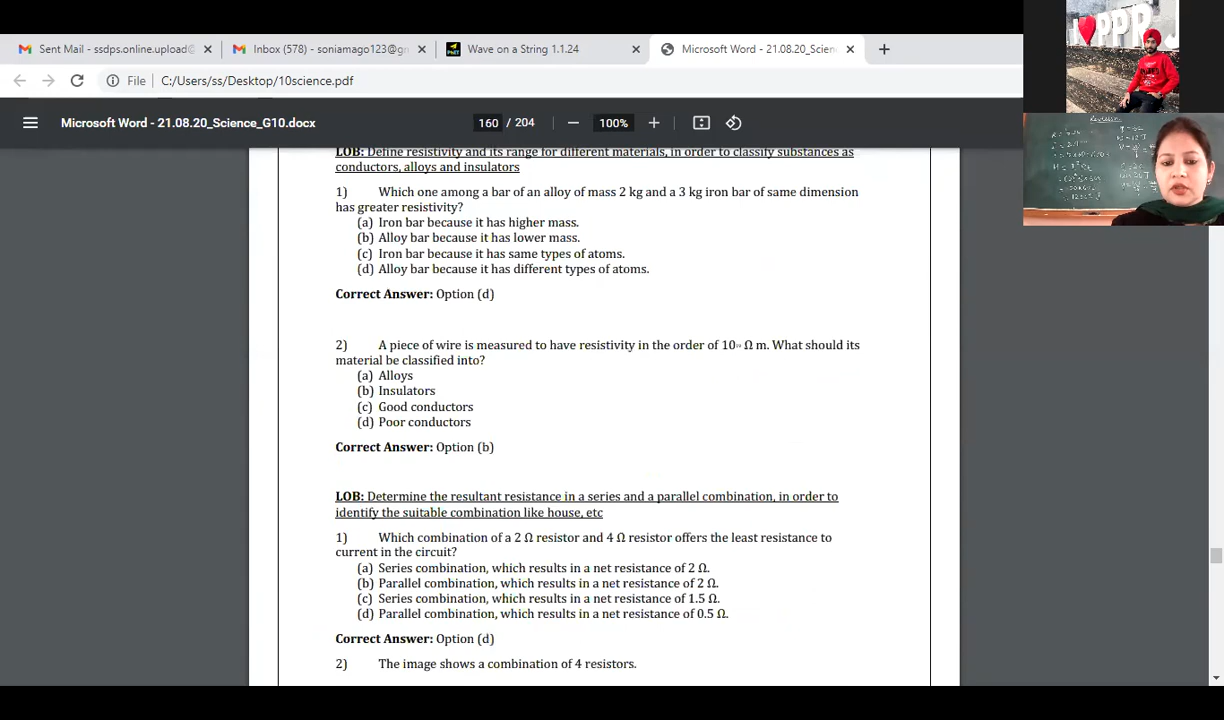 Sent Mail - ssdps.online.upload@
Inbox (578) - soniamago123@gm
Wave on a String 1.1.24
Microsoft Word - 21.08.20_Scien
File
C:/Users/ss/Desktop/10science.pdf
Microsoft Word - 21.08.20_Science_G10.docx
160 / 204
100%
LOB: Define resistivity and its range for different materials, in order to classify substances as
conductors, alloys and insulators
1) Which one among a bar of an alloy of mass 2 kg and a 3 kg iron bar of same dimension
has greater resistivity?
(a) Iron bar because it has higher mass.
(b) Alloy bar because it has lower mass.
(c) Iron bar because it has same types of atoms.
(d) Alloy bar because it has different types of atoms.
Correct Answer: Option (d)
2) A piece of wire is measured to have resistivity in the order of 10 Ω m. What should its
material be classified into?
(a) Alloys
(b) Insulators
(c) Good conductors
(d) Poor conductors
Correct Answer: Option (b)
LOB: Determine the resultant resistance in a series and a parallel combination, in order to
identify the suitable combination like house, etc
1) Which combination of a 2 Ω resistor and 4 Ω resistor offers the least resistance to
current in the circuit?
(a) Series combination, which results in a net resistance of 2 Ω.
(b) Parallel combination, which results in a net resistance of 2 Ω.
(c) Series combination, which results in a net resistance of 1.5 Ω.
(d) Parallel combination, which results in a net resistance of 0.5 Ω.
Correct Answer: Option (d)
2) The image shows a combination of 4 resistors.